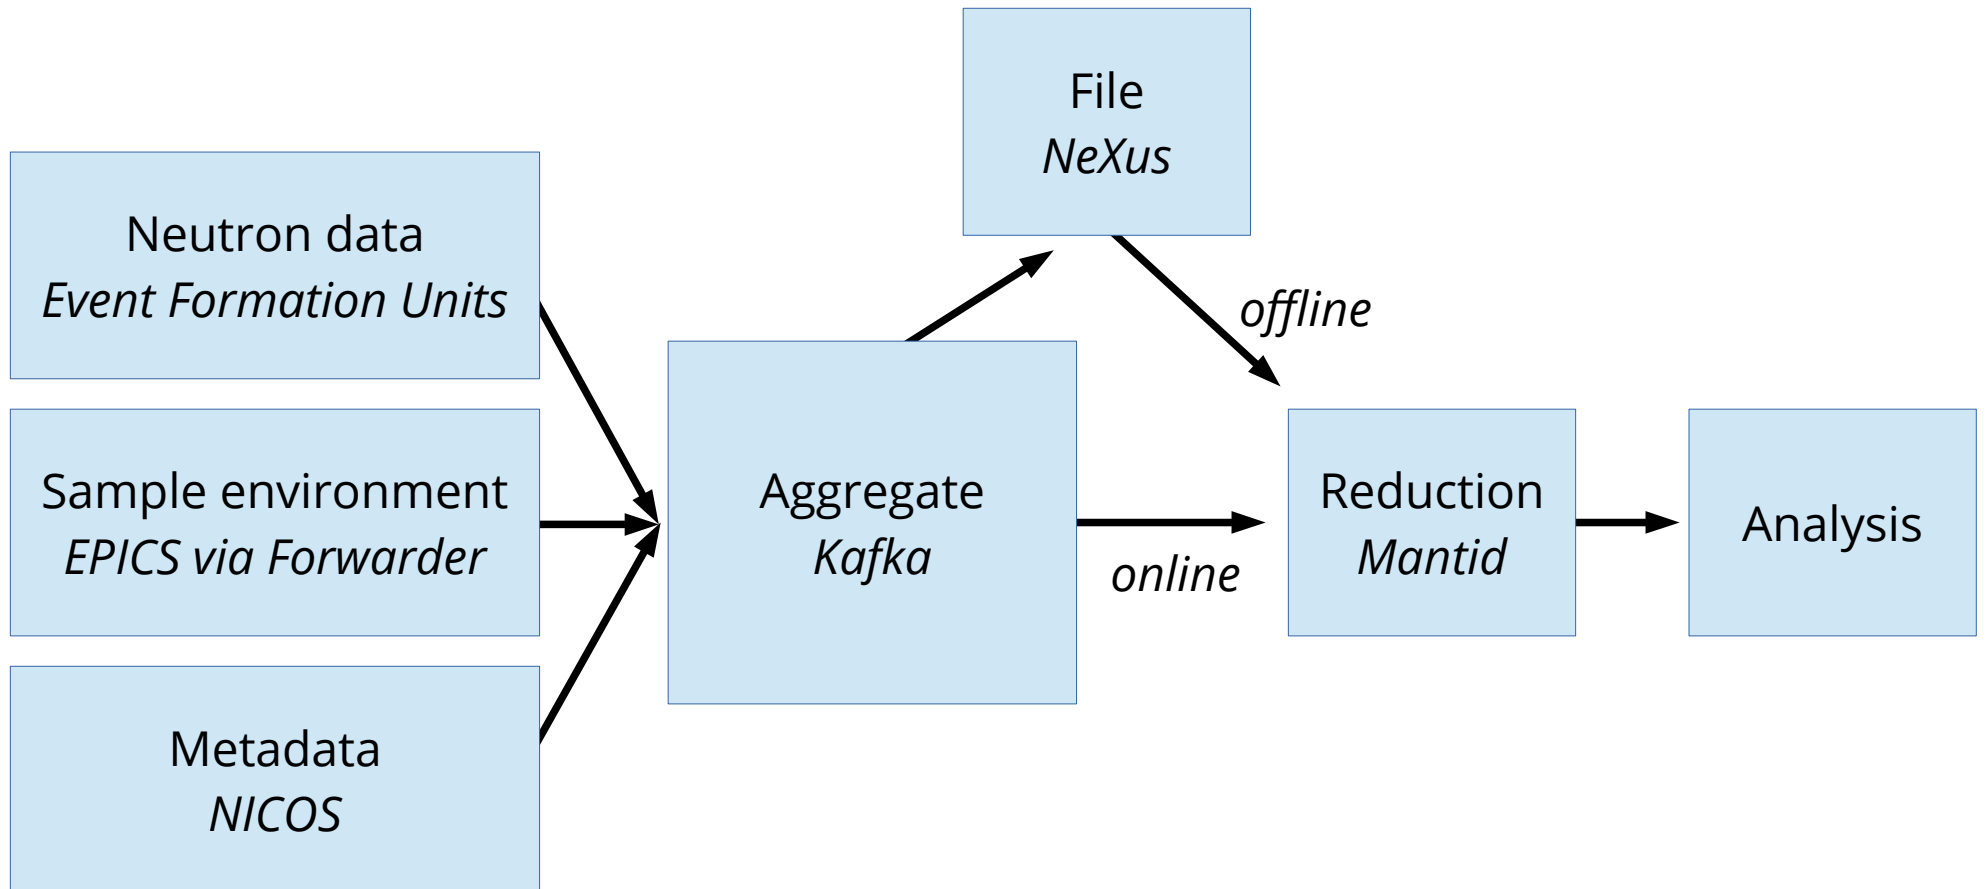 File
NeXus
Neutron data
Event Formation Units
offline
Sample environment
EPICS via Forwarder
Aggregate
Kafka
online
Reduction
Mantid
Analysis
Metadata
NICOS